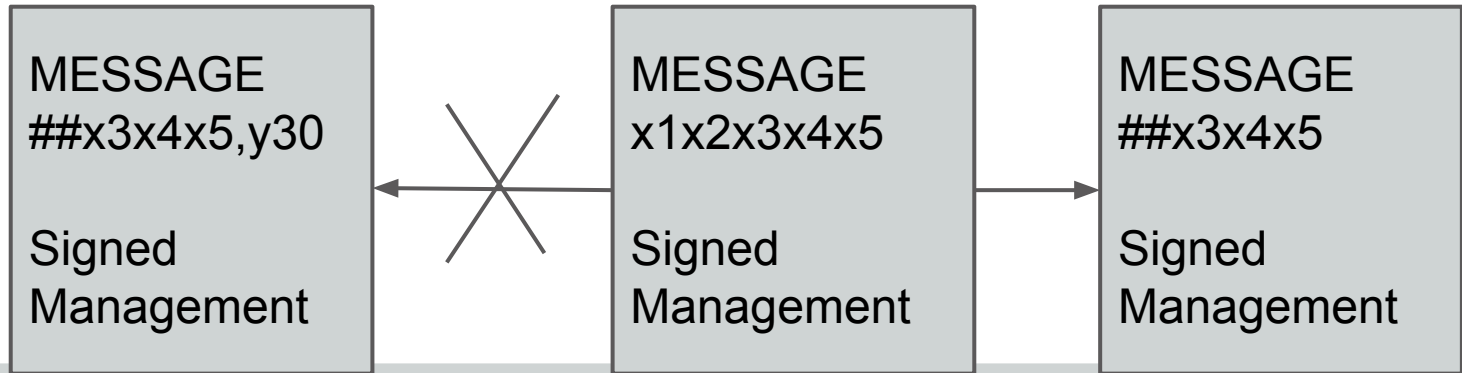 MESSAGE
##x3x4x5,y30
Signed
Management
MESSAGE
x1x2x3x4x5
Signed
Management
MESSAGE
##x3x4x5
Signed
Management